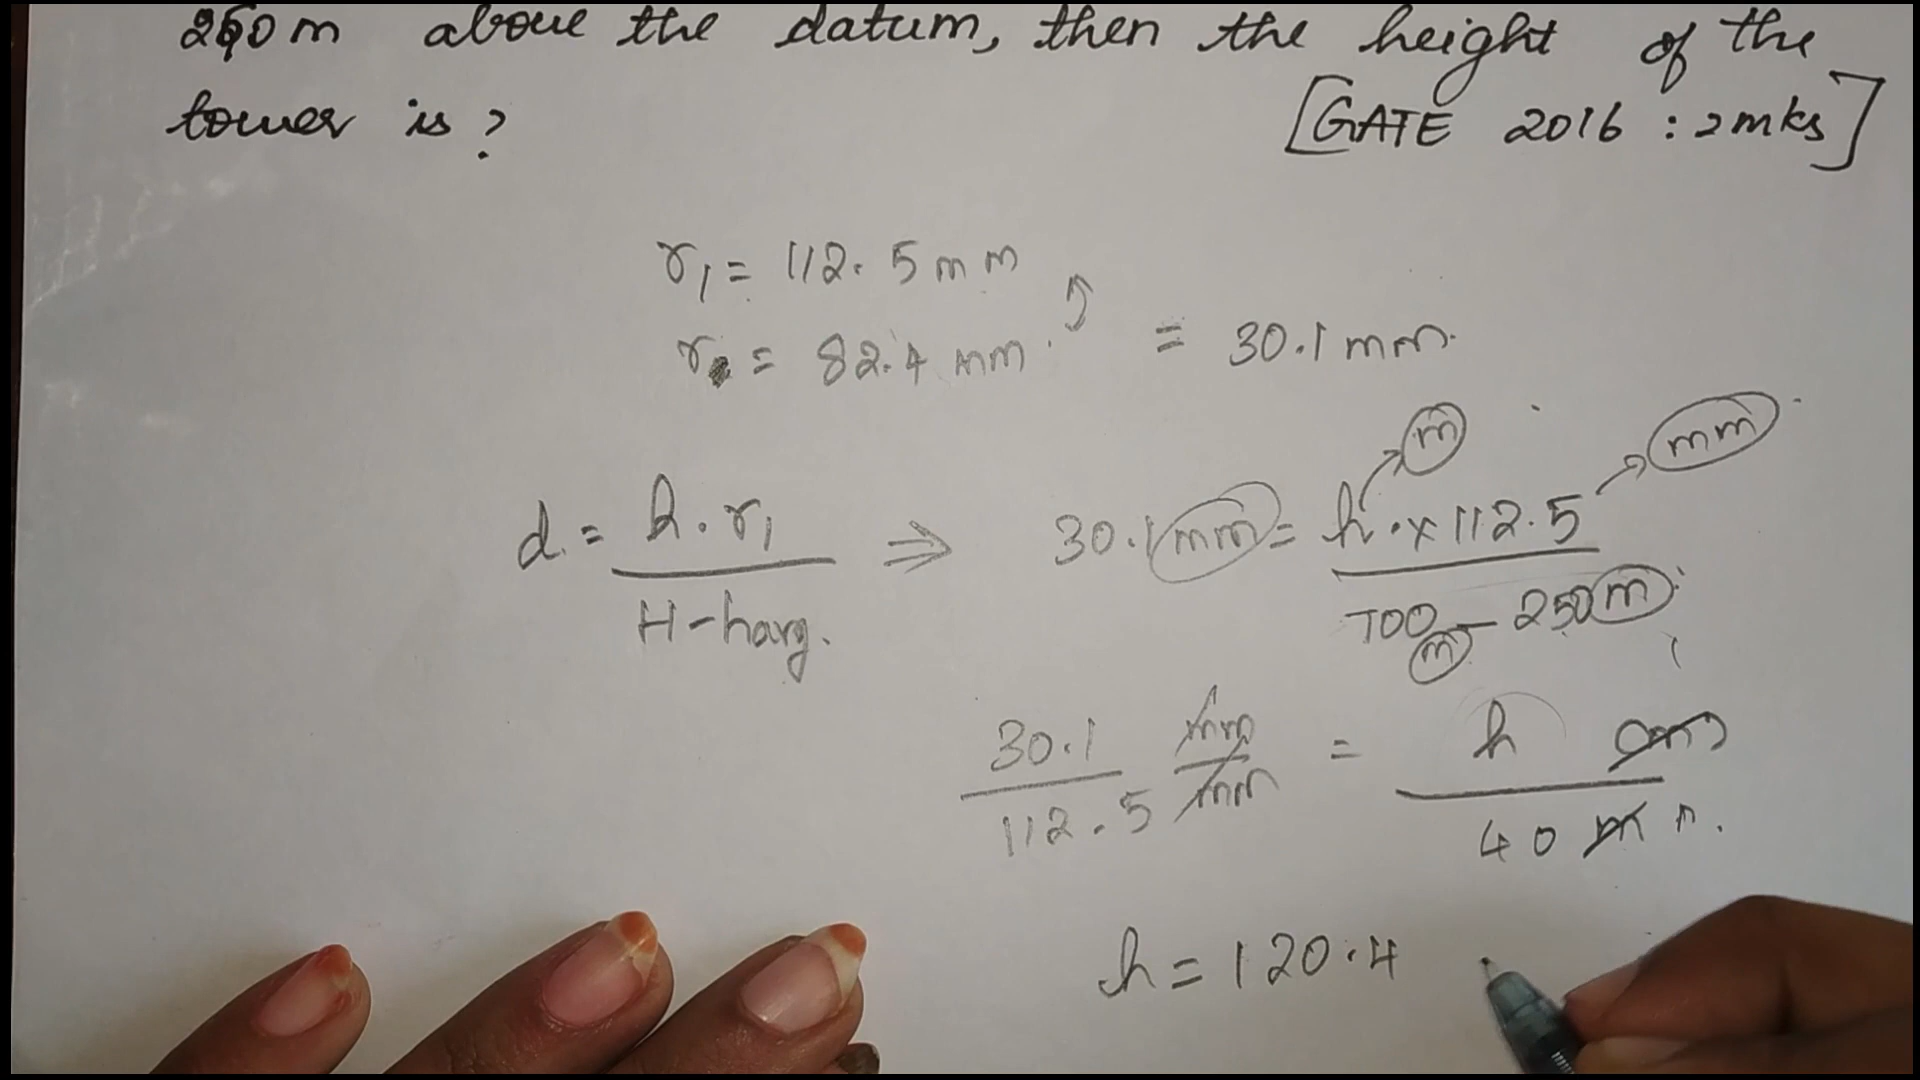 250 m above the datum, then the height of the
tower is ?
[GATE 2016 : 2 mks]
r₁ = 112.5 mm
r₂ = 82.4 mm.
= 30.1 mm.
m
mm
d = h.r₁ / H-havg. ⇒ 30.1 mm = h.×112.5 / 700 m - 250 m
30.1 / 112.5 mm / mm = h m / 40 m
h = 120.4